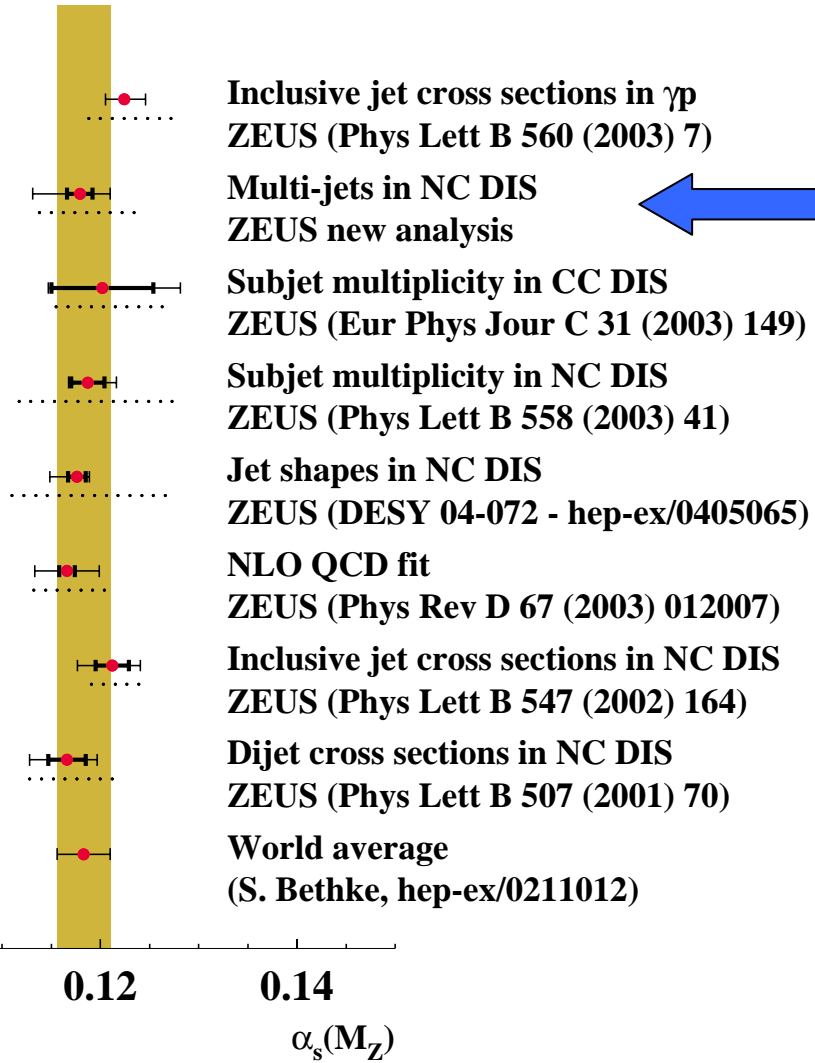 Inclusive jet cross sections in γp
ZEUS (Phys Lett B 560 (2003) 7)
Multi-jets in NC DIS
ZEUS new analysis
Subjet multiplicity in CC DIS
ZEUS (Eur Phys Jour C 31 (2003) 149)
Subjet multiplicity in NC DIS
ZEUS (Phys Lett B 558 (2003) 41)
Jet shapes in NC DIS
ZEUS (DESY 04-072 - hep-ex/0405065)
NLO QCD fit
ZEUS (Phys Rev D 67 (2003) 012007)
Inclusive jet cross sections in NC DIS
ZEUS (Phys Lett B 547 (2002) 164)
Dijet cross sections in NC DIS
ZEUS (Phys Lett B 507 (2001) 70)
World average
(S. Bethke, hep-ex/0211012)
0.12 0.14
αs(MZ)